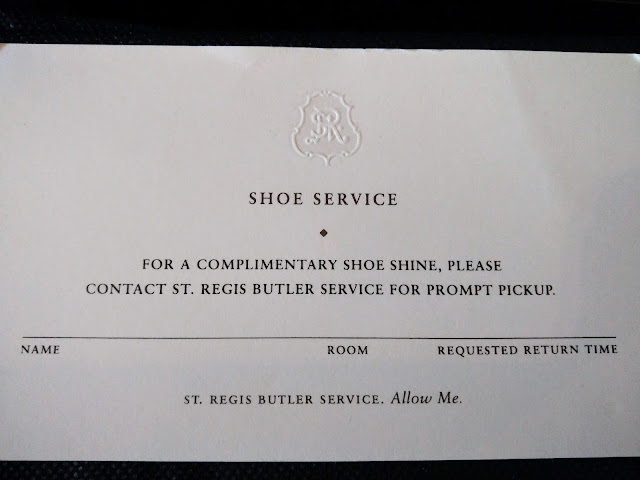 SR
SHOE SERVICE
FOR A COMPLIMENTARY SHOE SHINE, PLEASE
CONTACT ST. REGIS BUTLER SERVICE FOR PROMPT PICKUP.
NAME ROOM REQUESTED RETURN TIME
ST. REGIS BUTLER SERVICE. Allow Me.